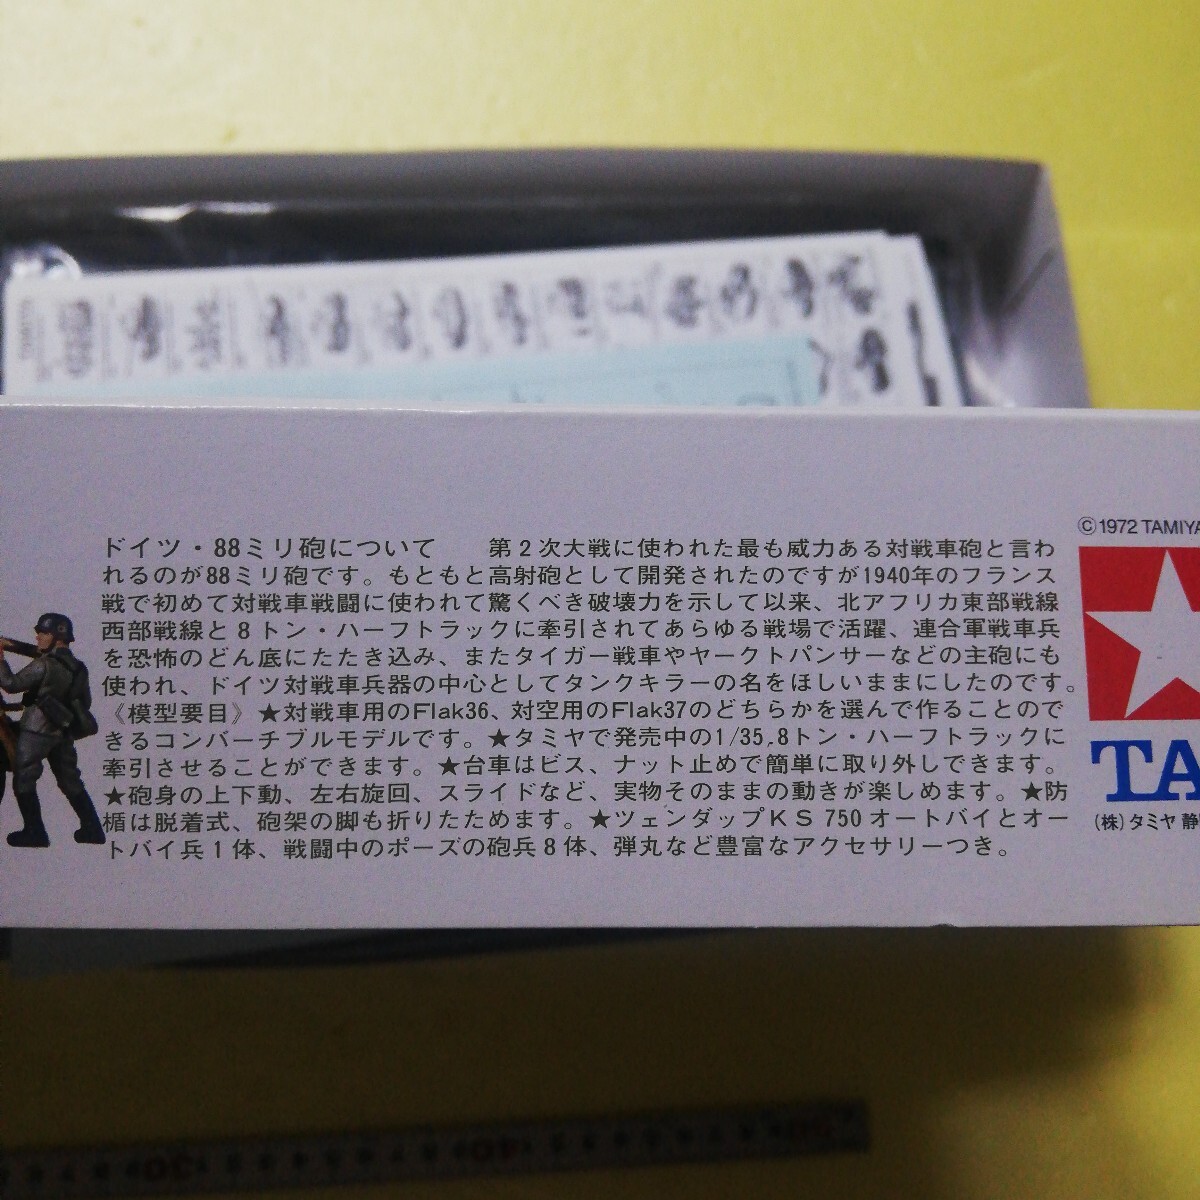 ©1972 TAMIYA
ドイツ・88ミリ砲について　　第２次大戦に使われた最も威力ある対戦車砲と言わ
れるのが88ミリ砲です。もともと高射砲として開発されたのですが1940年のフランス
戦で初めて対戦車戦闘に使われて驚くべき破壊力を示して以来、北アフリカ東部戦線
西部戦線と８トン・ハーフトラックに牽引されてあらゆる戦場で活躍、連合軍戦車兵
を恐怖のどん底にたたき込み、またタイガー戦車やヤークトパンサーなどの主砲にも
使われ、ドイツ対戦車兵器の中心としてタンクキラーの名をほしいままにしたのです。
《模型要目》★対戦車用のFlak36、対空用のFlak37のどちらかを選んで作ることので
きるコンバーチブルモデルです。★タミヤで発売中の1/35.8トン・ハーフトラックに
牽引させることができます。★台車はビス、ナット止めで簡単に取り外しできます。
★砲身の上下動、左右旋回、スライドなど、実物そのままの動きが楽しめます。★防
楯は脱着式、砲架の脚も折りたためます。★ツェンダップＫＳ750オートバイとオー
トバイ兵１体、戦闘中のポーズの砲兵８体、弾丸など豊富なアクセサリーつき。
TA
(株)タミヤ 静
30
40
50